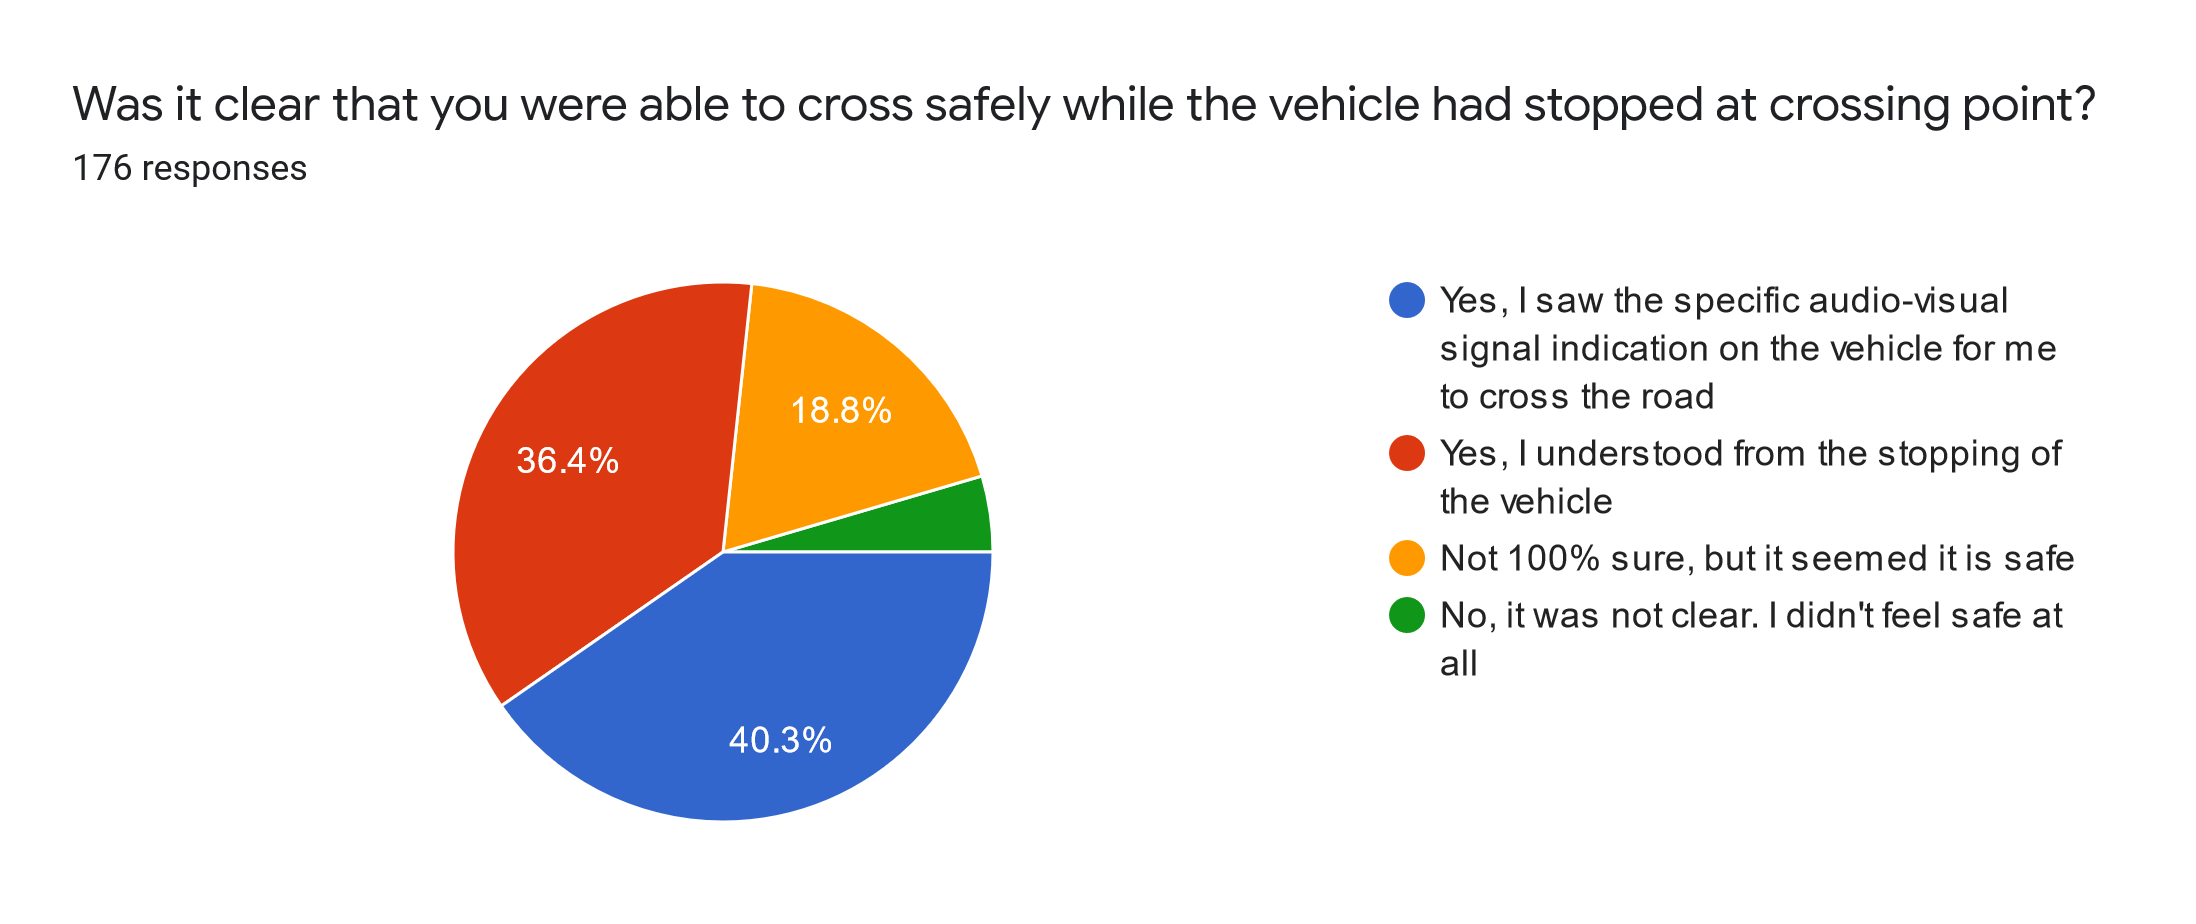 Was it clear that you were able to cross safely while the vehicle had stopped at crossing point?
176 responses
18.8%
36.4%
40.3%
Yes, I saw the specific audio-visual
signal indication on the vehicle for me
to cross the road
Yes, I understood from the stopping of
the vehicle
Not 100% sure, but it seemed it is safe
No, it was not clear. I didn't feel safe at
all